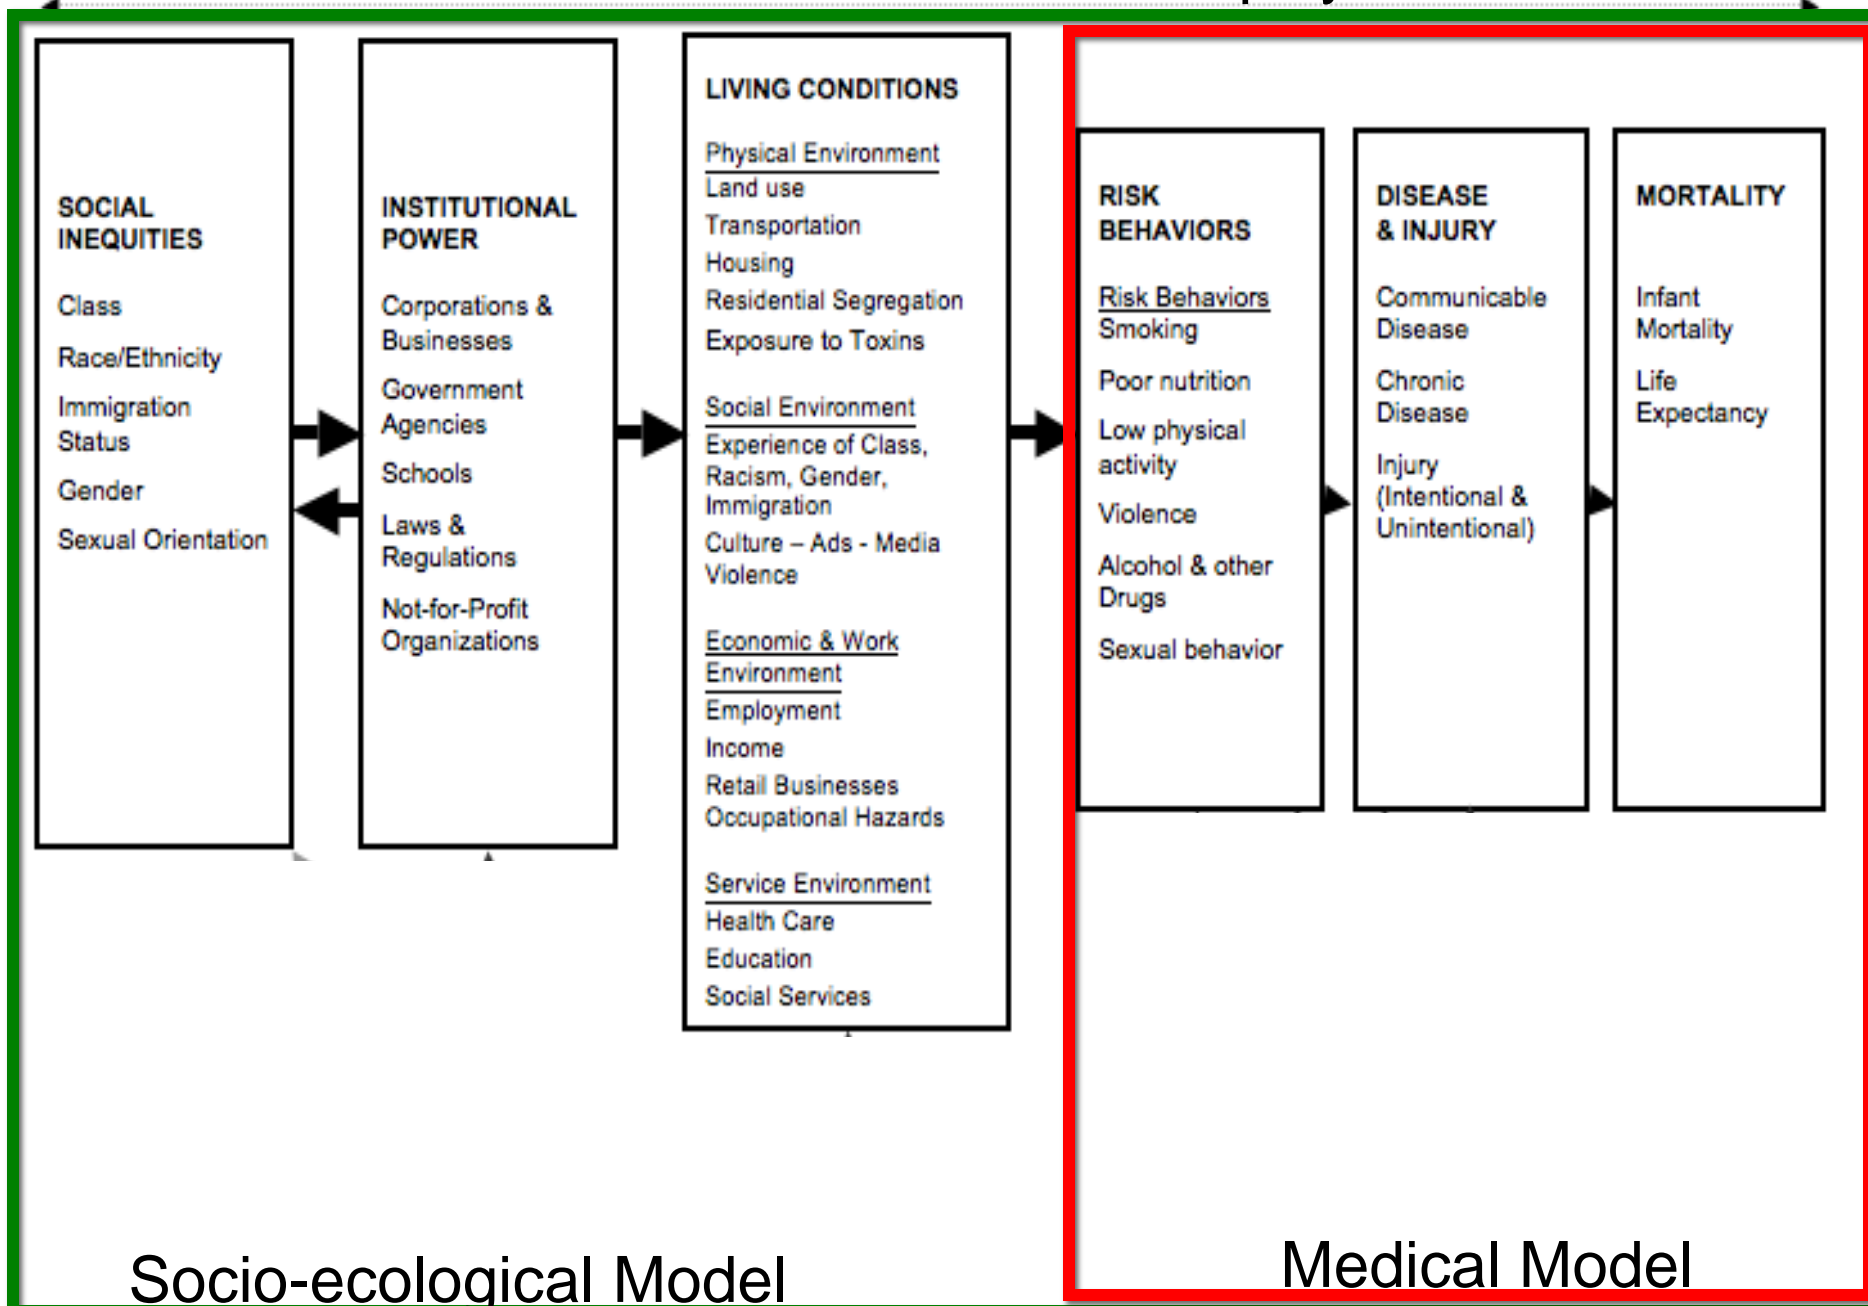 SOCIAL
INEQUITIES
Class
Race/Ethnicity
Immigration
Status
Gender
Sexual Orientation
INSTITUTIONAL
POWER
Corporations &
Businesses
Government
Agencies
Schools
Laws &
Regulations
Not-for-Profit
Organizations
LIVING CONDITIONS
Physical Environment
Land use
Transportation
Housing
Residential Segregation
Exposure to Toxins
Social Environment
Experience of Class,
Racism, Gender,
Immigration
Culture – Ads - Media
Violence
Economic & Work
Environment
Employment
Income
Retail Businesses
Occupational Hazards
Service Environment
Health Care
Education
Social Services
RISK
BEHAVIORS
Risk Behaviors
Smoking
Poor nutrition
Low physical
activity
Violence
Alcohol & other
Drugs
Sexual behavior
DISEASE
& INJURY
Communicable
Disease
Chronic
Disease
Injury
(Intentional &
Unintentional)
MORTALITY
Infant
Mortality
Life
Expectancy
Socio-ecological Model
Medical Model